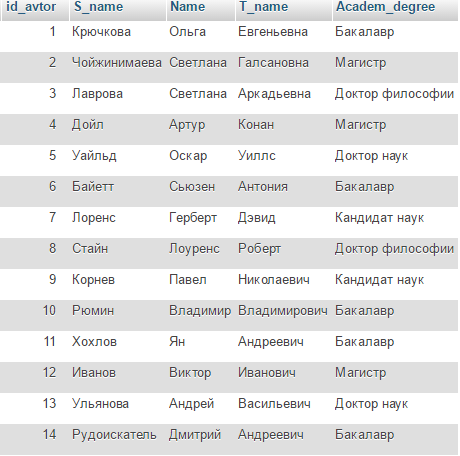 id_avtor S_name Name T_name Academ_degree
1 Крючкова Ольга Евгеньевна Бакалавр
2 Чойжинимаева Светлана Галсановна Магистр
3 Лаврова Светлана Аркадьевна Доктор философии
4 Дойл Артур Конан Магистр
5 Уайльд Оскар Уиллс Доктор наук
6 Байетт Сьюзен Антония Бакалавр
7 Лоренс Герберт Дэвид Кандидат наук
8 Стайн Лоуренс Роберт Доктор философии
9 Корнев Павел Николаевич Кандидат наук
10 Рюмин Владимир Владимирович Бакалавр
11 Хохлов Ян Андреевич Бакалавр
12 Иванов Виктор Иванович Магистр
13 Ульянова Андрей Васильевич Доктор наук
14 Рудоискатель Дмитрий Андреевич Бакалавр